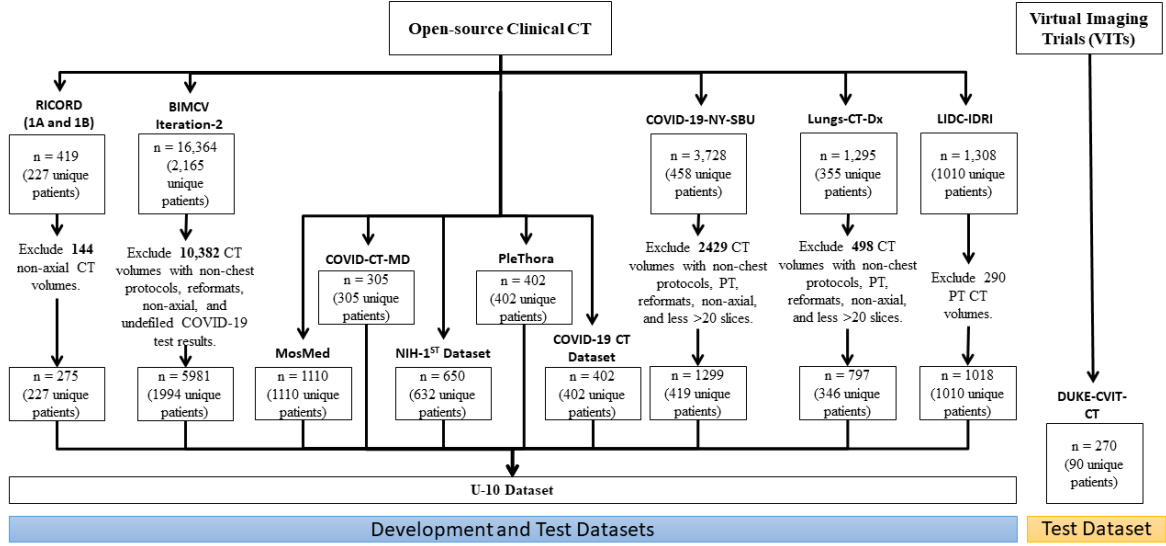 Open-source Clinical CT
Virtual Imaging
Trials (VITs)
RICORD
(1A and 1B)
n = 419
(227 unique
patients)
Exclude 144
non-axial CT
volumes.
n = 275
(227 unique
patients)
BIMCV
Iteration-2
n = 16,364
(2,165
unique
patients)
Exclude 10,382 CT
volumes with non-chest
protocols, reformats,
non-axial, and
undefiled COVID-19
test results.
n = 5981
(1994 unique
patients)
MosMed
n = 1110
(1110 unique
patients)
COVID-CT-MD
n = 305
(305 unique
patients)
NIH-1ST Dataset
n = 650
(632 unique
patients)
PleThora
n = 402
(402 unique
patients)
COVID-19 CT
Dataset
n = 402
(402 unique
patients)
COVID-19-NY-SBU
n = 3,728
(458 unique
patients)
Exclude 2429 CT
volumes with non-chest
protocols, PT,
reformats, non-axial,
and less >20 slices.
n = 1299
(419 unique
patients)
Lungs-CT-Dx
n = 1,295
(355 unique
patients)
Exclude 498 CT
volumes with non-chest
protocols, PT,
reformats, non-axial,
and less >20 slices.
n = 797
(346 unique
patients)
LIDC-IDRI
n = 1,308
(1010 unique
patients)
Exclude 290
PT CT
volumes.
n = 1018
(1010 unique
patients)
DUKE-CVIT-
CT
n = 270
(90 unique
patients)
U-10 Dataset
Development and Test Datasets
Test Dataset